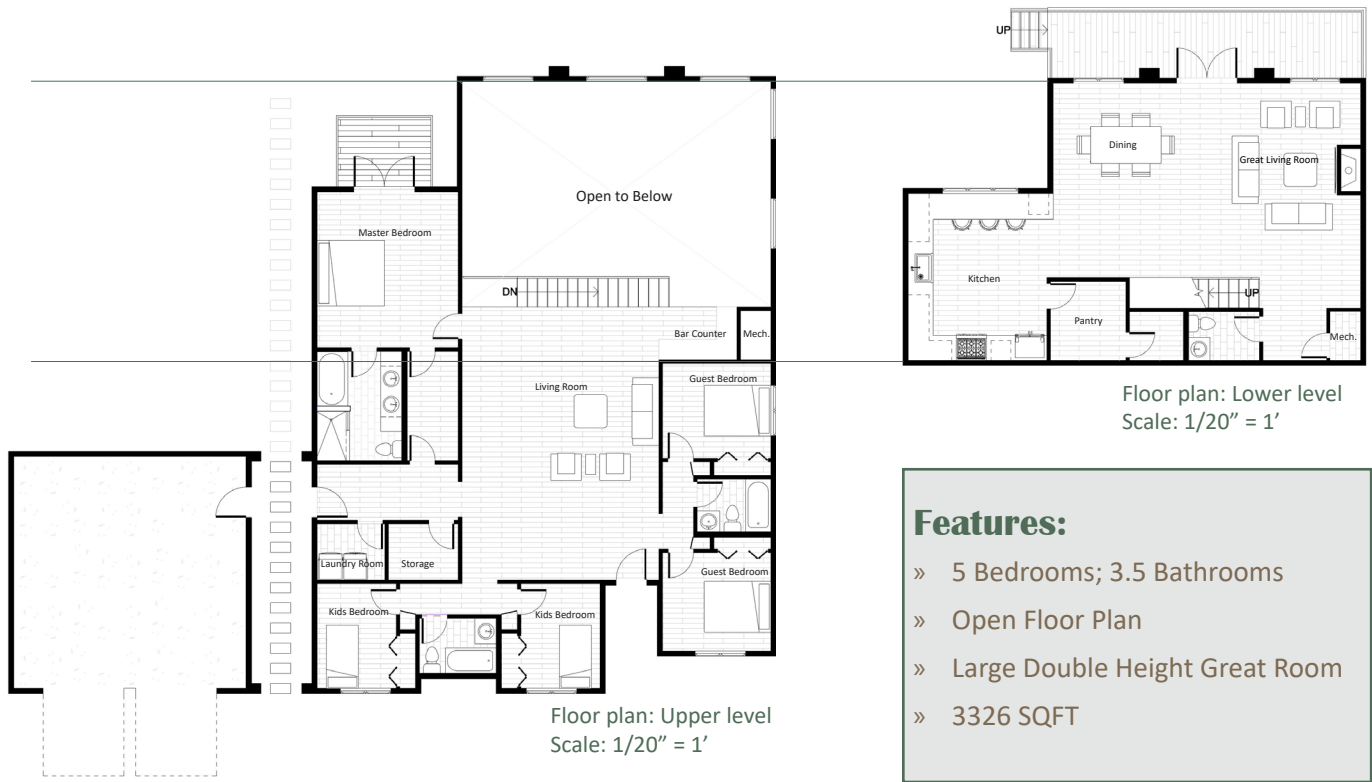 UP
Dining
Great Living Room
Kitchen
Pantry
UP
Mech.
Floor plan: Lower level
Scale: 1/20” = 1’
Open to Below
Master Bedroom
DN
Bar Counter
Mech.
Living Room
Guest Bedroom
Laundry Room
Storage
Guest Bedroom
Kids Bedroom
Kids Bedroom
Floor plan: Upper level
Scale: 1/20” = 1’
Features:
» 5 Bedrooms; 3.5 Bathrooms
» Open Floor Plan
» Large Double Height Great Room
» 3326 SQFT